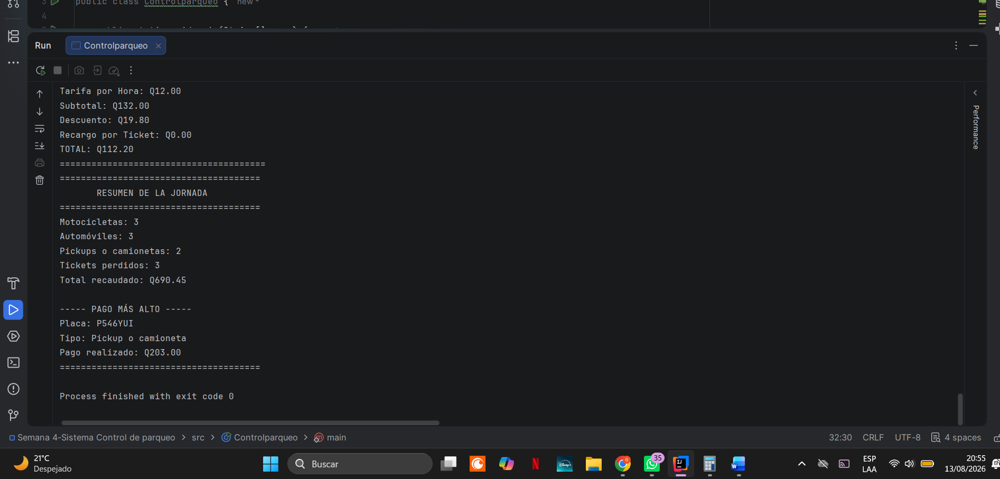 3 public class Controlparqueo { new *
4
Run Controlparqueo
Tarifa por Hora: Q12.00
Subtotal: Q132.00
Descuento: Q19.80
Recargo por Ticket: Q0.00
TOTAL: Q112.20
=======================================
======================================
RESUMEN DE LA JORNADA
======================================
Motocicletas: 3
Automóviles: 3
Pickups o camionetas: 2
Tickets perdidos: 3
Total recaudado: Q690.45
----- PAGO MÁS ALTO -----
Placa: P546YUI
Tipo: Pickup o camioneta
Pago realizado: Q203.00
======================================
Process finished with exit code 0
Performance
Semana 4-Sistema Control de parqueo > src > Controlparqueo > main
32:30 CRLF UTF-8 4 spaces
21°C
Despejado
Buscar
35
ESP
LAA
20:55
13/08/2026